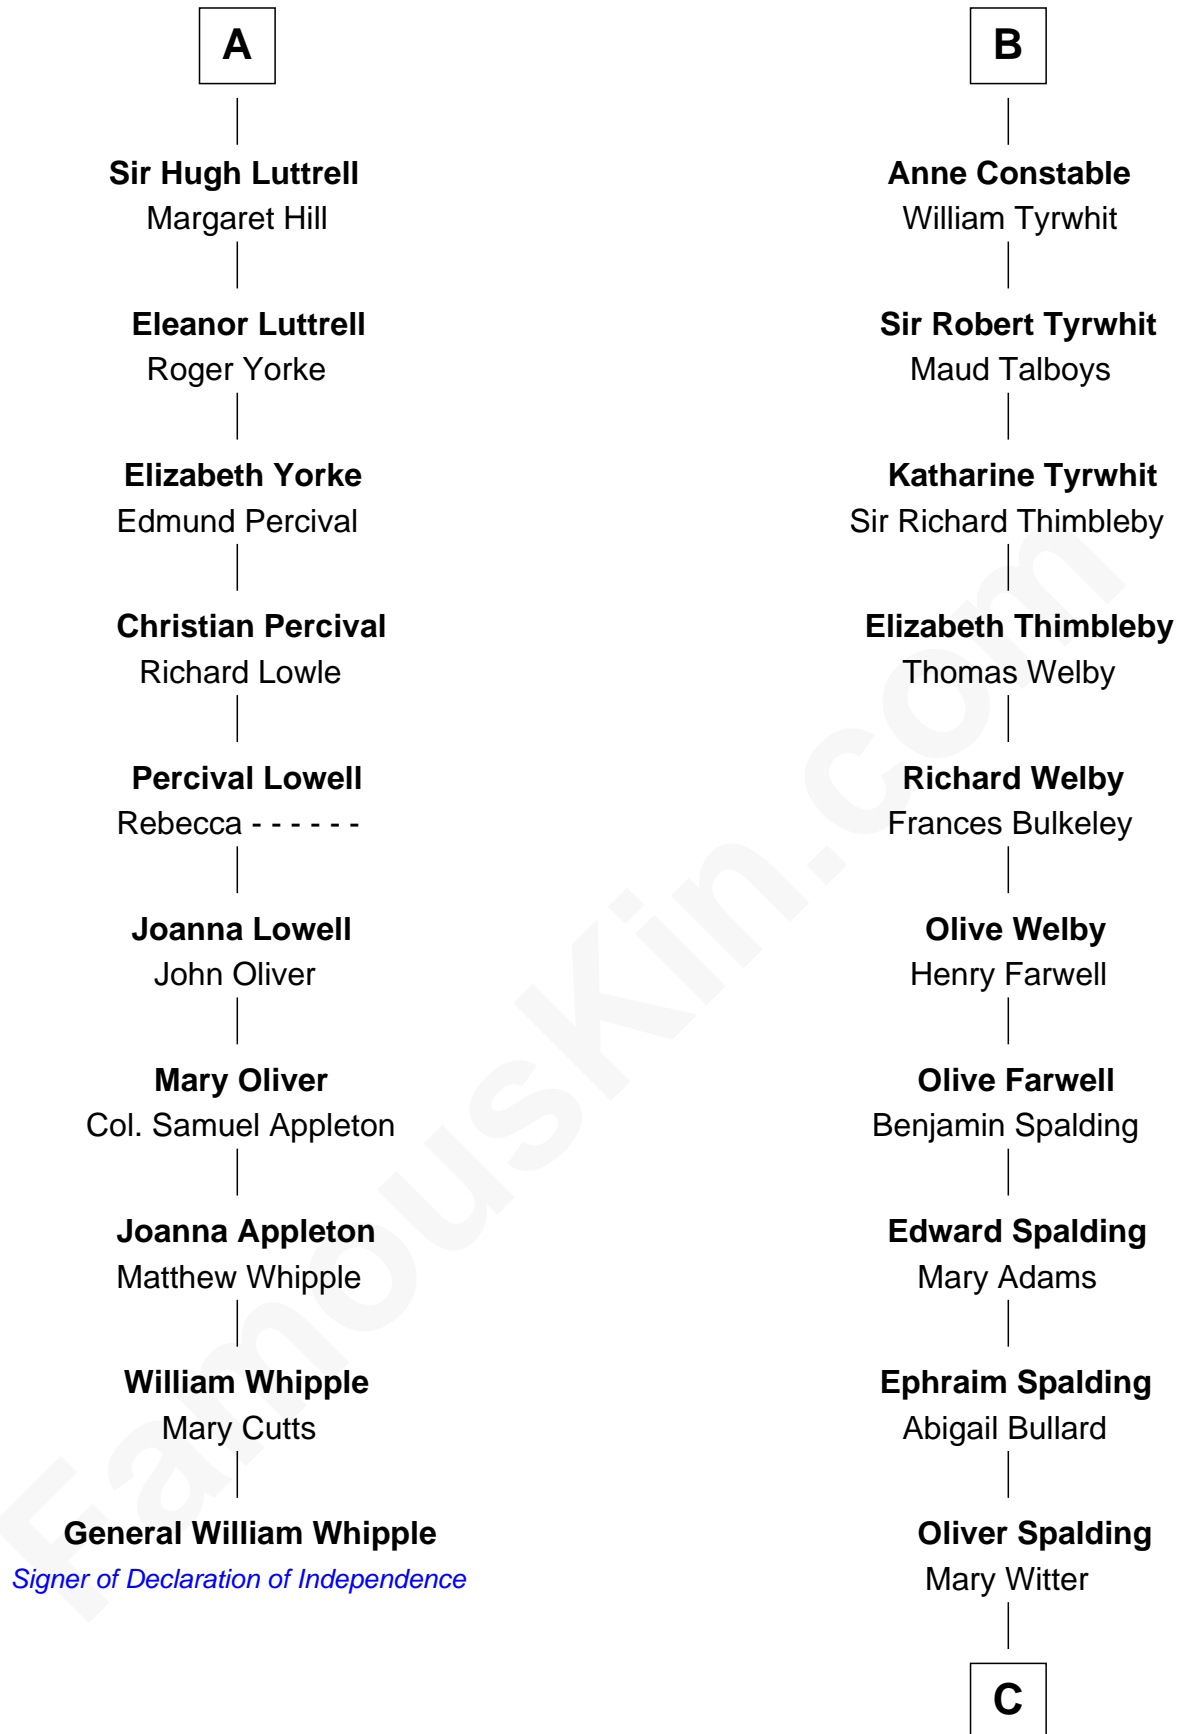 A
Sir Hugh Luttrell
Margaret Hill
Eleanor Luttrell
Roger Yorke
Elizabeth Yorke
Edmund Percival
Christian Percival
Richard Lowle
Percival Lowell
Rebecca - - - - - -
Joanna Lowell
John Oliver
Mary Oliver
Col. Samuel Appleton
Joanna Appleton
Matthew Whipple
William Whipple
Mary Cutts
General William Whipple
Signer of Declaration of Independence
B
Anne Constable
William Tyrwhit
Sir Robert Tyrwhit
Maud Talboys
Katharine Tyrwhit
Sir Richard Thimbleby
Elizabeth Thimbleby
Thomas Welby
Richard Welby
Frances Bulkeley
Olive Welby
Henry Farwell
Olive Farwell
Benjamin Spalding
Edward Spalding
Mary Adams
Ephraim Spalding
Abigail Bullard
Oliver Spalding
Mary Witter
C
FamousKin.com